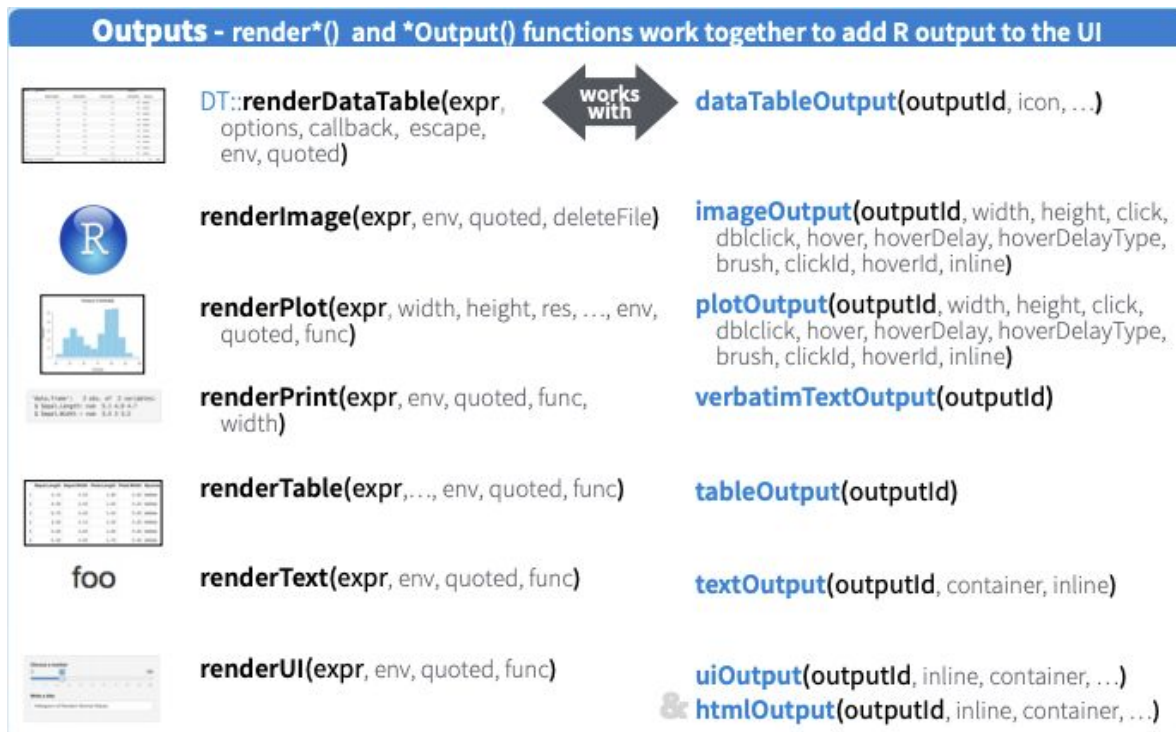 Outputs - render*() and *Output() functions work together to add R output to the UI
DT::renderDataTable(expr,
options, callback, escape,
env, quoted)
works
with
dataTableOutput(outputId, icon, …)
renderImage(expr, env, quoted, deleteFile)
imageOutput(outputId, width, height, click,
dblclick, hover, hoverDelay, hoverDelayType,
brush, clickId, hoverId, inline)
renderPlot(expr, width, height, res, …, env,
quoted, func)
plotOutput(outputId, width, height, click,
dblclick, hover, hoverDelay, hoverDelayType,
brush, clickId, hoverId, inline)
renderPrint(expr, env, quoted, func,
width)
verbatimTextOutput(outputId)
renderTable(expr,…, env, quoted, func)
tableOutput(outputId)
foo
renderText(expr, env, quoted, func)
textOutput(outputId, container, inline)
R
renderUI(expr, env, quoted, func)
uiOutput(outputId, inline, container, …)
& htmlOutput(outputId, inline, container, …)